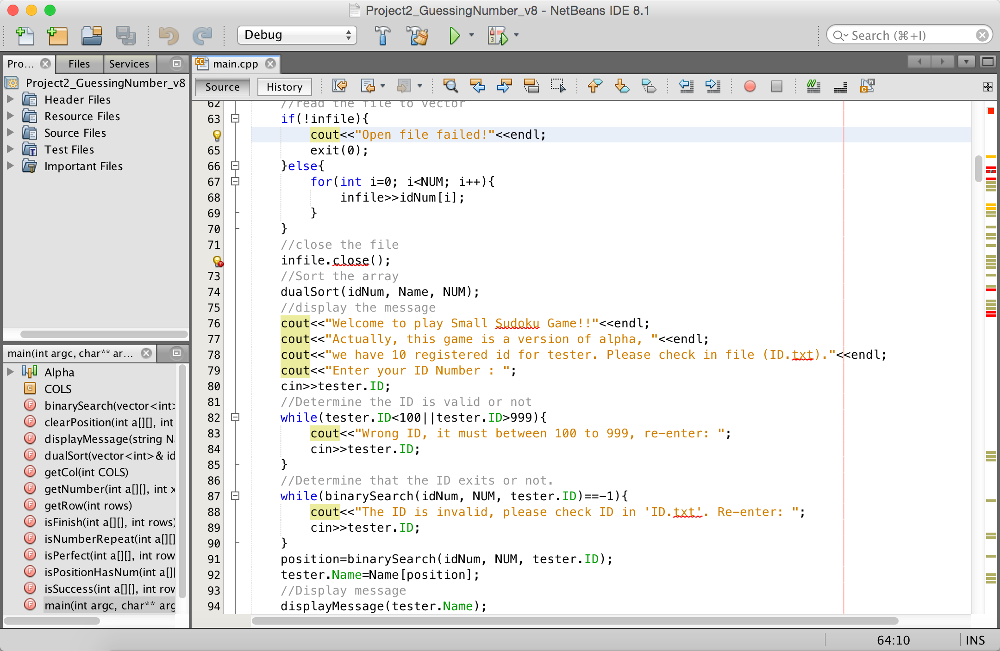 Project2_GuessingNumber_v8 - NetBeans IDE 8.1
Debug
Search (⌘+I)
Pro...
Files
Services
main.cpp
Source
History
Project2_GuessingNumber_v8
Header Files
Resource Files
Source Files
Test Files
Important Files
main(int argc, char** ar...
Alpha
COLS
binarySearch(vector<int>
clearPosition(int a[][], int
displayMessage(string N
dualSort(vector<int>& id
getCol(int COLS)
getNumber(int a[][], int x
getRow(int rows)
isFinish(int a[][], int rows)
isNumberRepeat(int a[][]
isPerfect(int a[][], int row
isPositionHasNum(int a[][
isSuccess(int a[][], int row
main(int argc, char** arg
62 //read the file to vector
63 if(!infile){
cout<<"Open file failed!"<<endl;
65 exit(0);
66 }else{
67 for(int i=0; i<NUM; i++){
68 infile>>idNum[i];
69 }
70 }
71 //close the file
infile.close();
73 //Sort the array
74 dualSort(idNum, Name, NUM);
75 //display the message
76 cout<<"Welcome to play Small Sudoku Game!!"<<endl;
77 cout<<"Actually, this game is a version of alpha, "<<endl;
78 cout<<"we have 10 registered id for tester. Please check in file (ID.txt)."<<endl;
79 cout<<"Enter your ID Number : ";
80 cin>>tester.ID;
81 //Determine the ID is valid or not
82 while(tester.ID<100||tester.ID>999){
83 cout<<"Wrong ID, it must between 100 to 999, re-enter: ";
84 cin>>tester.ID;
85 }
86 //Determine that the ID exits or not.
87 while(binarySearch(idNum, NUM, tester.ID)==-1){
88 cout<<"The ID is invalid, please check ID in 'ID.txt'. Re-enter: ";
89 cin>>tester.ID;
90 }
91 position=binarySearch(idNum, NUM, tester.ID);
92 tester.Name=Name[position];
93 //Display message
94 displayMessage(tester.Name);
64:10
INS